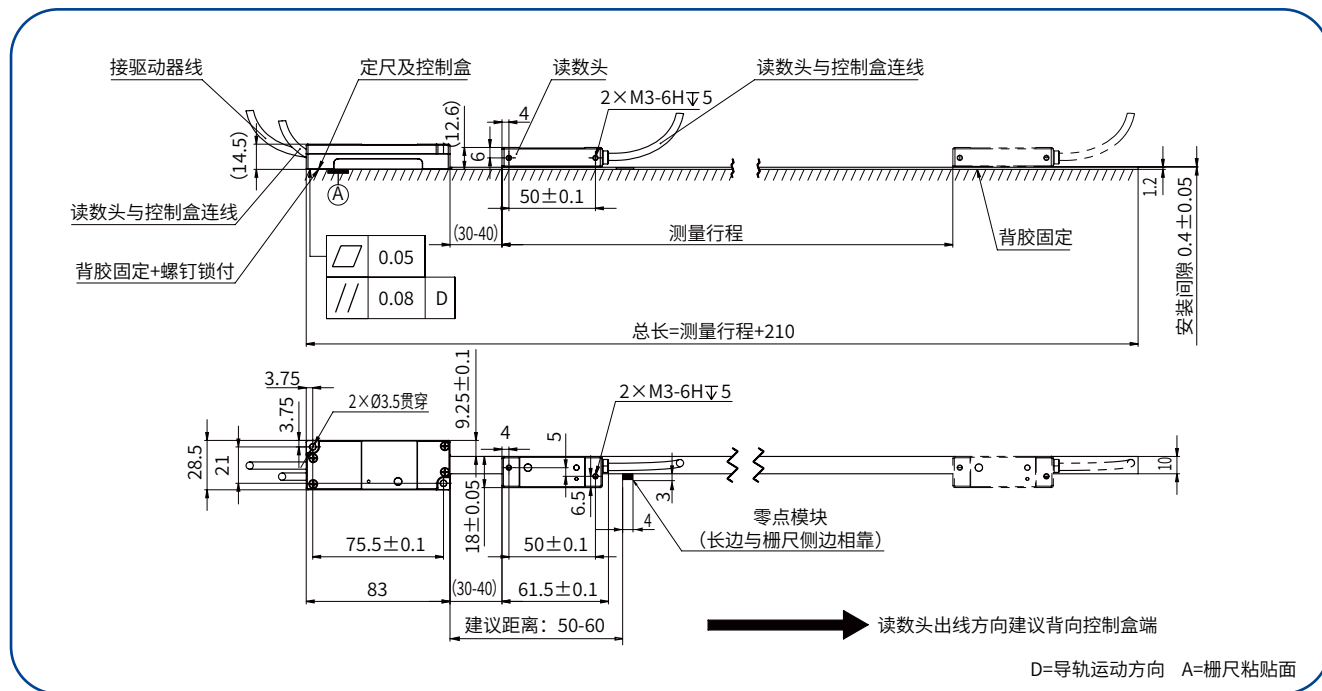 接驱动器线
定尺及控制盒
读数头
读数头与控制盒连线
2×M3-6H↧5
4
(12.6)
6
(14.5)
A
50±0.1
读数头与控制盒连线
(30-40)
测量行程
背胶固定
1.2
安装间隙 0.4±0.05
背胶固定+螺钉锁付
▱ 0.05
// 0.08 D
总长=测量行程+210
3.75
3.75
2×Ø3.5贯穿
9.25±0.1
2×M3-6H↧5
4
5
28.5
21
10
18±0.05
6.5
3
4
零点模块
(长边与栅尺侧边相靠)
75.5±0.1
50±0.1
83
(30-40)
61.5±0.1
建议距离：50-60
读数头出线方向建议背向控制盒端
D=导轨运动方向 A=栅尺粘贴面